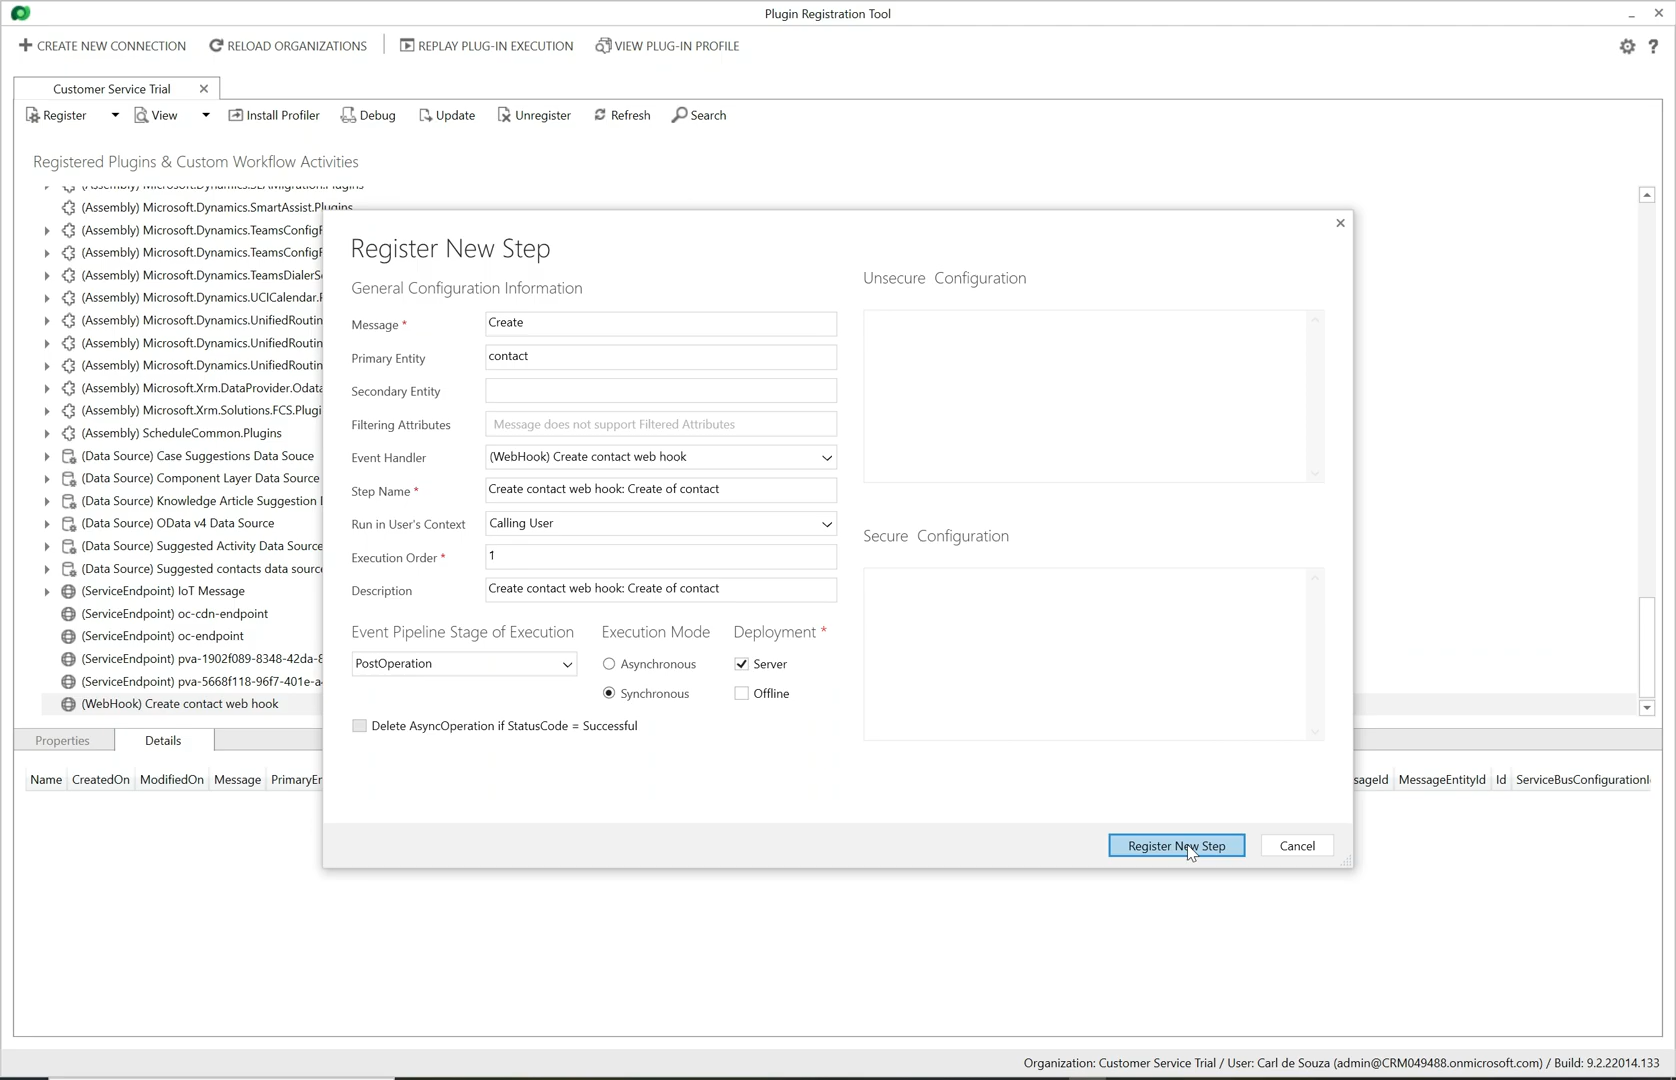 Plugin Registration Tool
CREATE NEW CONNECTION
RELOAD ORGANIZATIONS
REPLAY PLUG-IN EXECUTION
VIEW PLUG-IN PROFILE
Customer Service Trial
Register
View
Install Profiler
Debug
Update
Unregister
Refresh
Search
Registered Plugins & Custom Workflow Activities
(Assembly) Microsoft.Dynamics.SLAMigration.Plugins
(Assembly) Microsoft.Dynamics.SmartAssist.Plugins
(Assembly) Microsoft.Dynamics.TeamsConfigP
(Assembly) Microsoft.Dynamics.TeamsConfigP
(Assembly) Microsoft.Dynamics.TeamsDialerSe
(Assembly) Microsoft.Dynamics.UCICalendar.P
(Assembly) Microsoft.Dynamics.UnifiedRoutin
(Assembly) Microsoft.Dynamics.UnifiedRoutin
(Assembly) Microsoft.Dynamics.UnifiedRoutin
(Assembly) Microsoft.Xrm.DataProvider.Odata
(Assembly) Microsoft.Xrm.Solutions.FCS.Plugi
(Assembly) ScheduleCommon.Plugins
(Data Source) Case Suggestions Data Souce
(Data Source) Component Layer Data Source
(Data Source) Knowledge Article Suggestion
(Data Source) OData v4 Data Source
(Data Source) Suggested Activity Data Source
(Data Source) Suggested contacts data source
(ServiceEndpoint) IoT Message
(ServiceEndpoint) oc-cdn-endpoint
(ServiceEndpoint) oc-endpoint
(ServiceEndpoint) pva-1902f089-8348-42da-8
(ServiceEndpoint) pva-5668f118-96f7-401e-a
(WebHook) Create contact web hook
Register New Step
General Configuration Information
Message * Create
Primary Entity contact
Secondary Entity
Filtering Attributes Message does not support Filtered Attributes
Event Handler (WebHook) Create contact web hook
Step Name * Create contact web hook: Create of contact
Run in User's Context Calling User
Execution Order * 1
Description Create contact web hook: Create of contact
Event Pipeline Stage of Execution
PostOperation
Execution Mode
Asynchronous
Synchronous
Deployment *
Server
Offline
Delete AsyncOperation if StatusCode = Successful
Unsecure Configuration
Secure Configuration
Register New Step
Cancel
Properties
Details
Name CreatedOn ModifiedOn Message PrimaryEn
sageId MessageEntityId Id ServiceBusConfigurationI
Organization: Customer Service Trial / User: Carl de Souza (admin@CRM049488.onmicrosoft.com) / Build: 9.2.22014.133